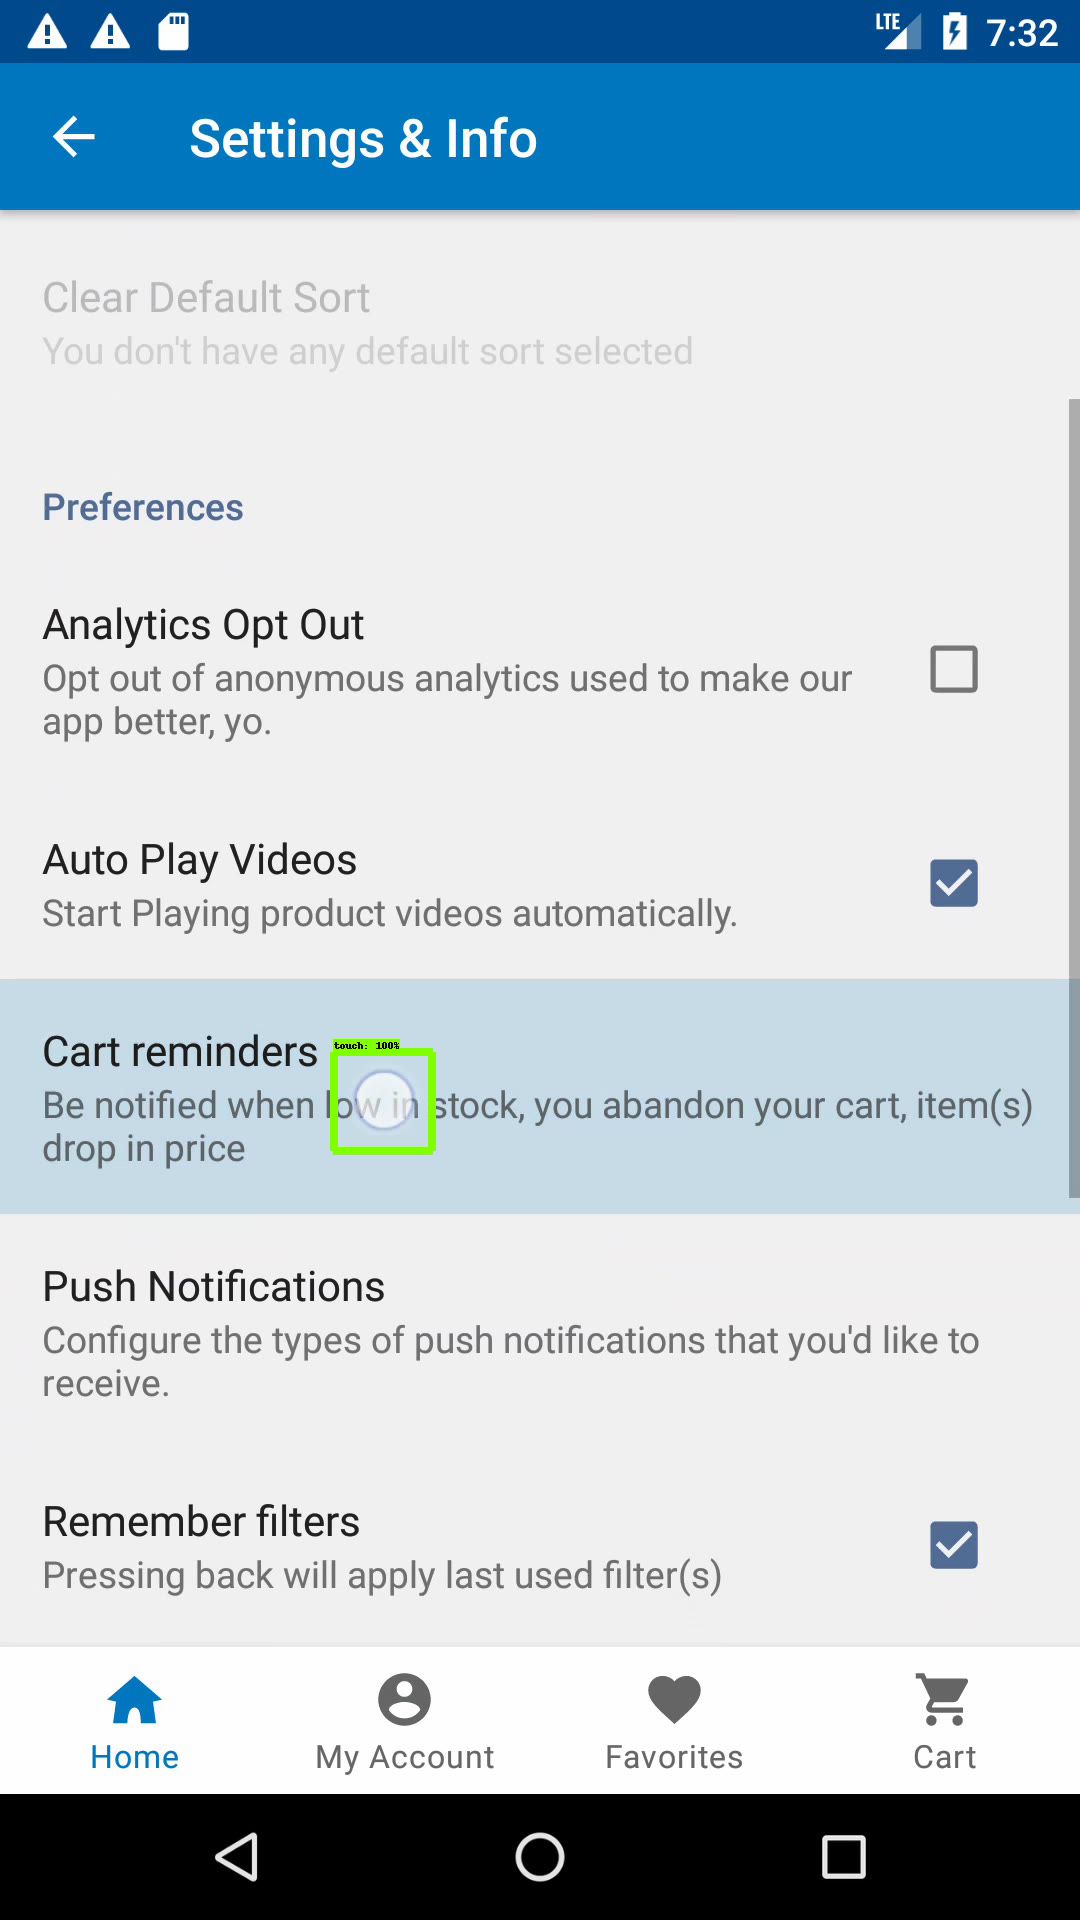 LTE 7:32
Settings & Info
Clear Default Sort
You don't have any default sort selected
Preferences
Analytics Opt Out
Opt out of anonymous analytics used to make our
app better, yo.
Auto Play Videos
Start Playing product videos automatically.
touch: 100%
Cart reminders
Be notified when low in stock, you abandon your cart, item(s)
drop in price
Push Notifications
Configure the types of push notifications that you'd like to
receive.
Remember filters
Pressing back will apply last used filter(s)
Home My Account Favorites Cart